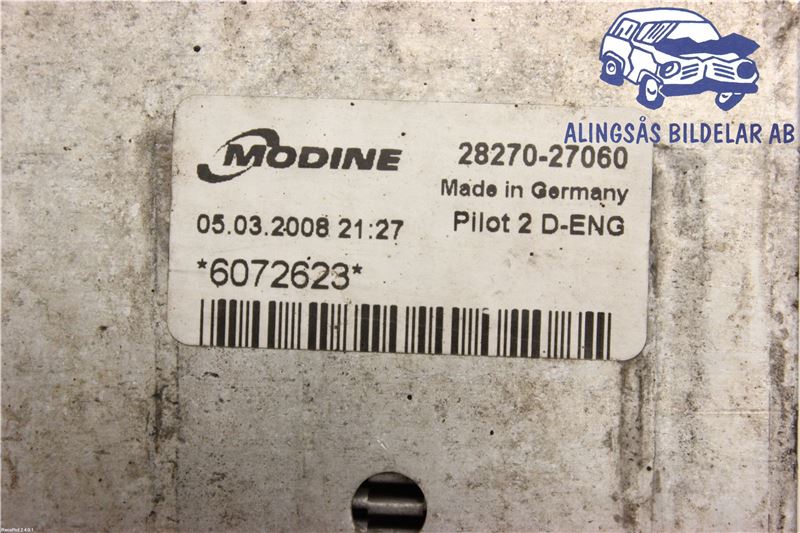 ALINGSÅS BILDELAR AB
MODINE
28270-27060
Made in Germany
05.03.2008 21:27
Pilot 2 D-ENG
*6072623*